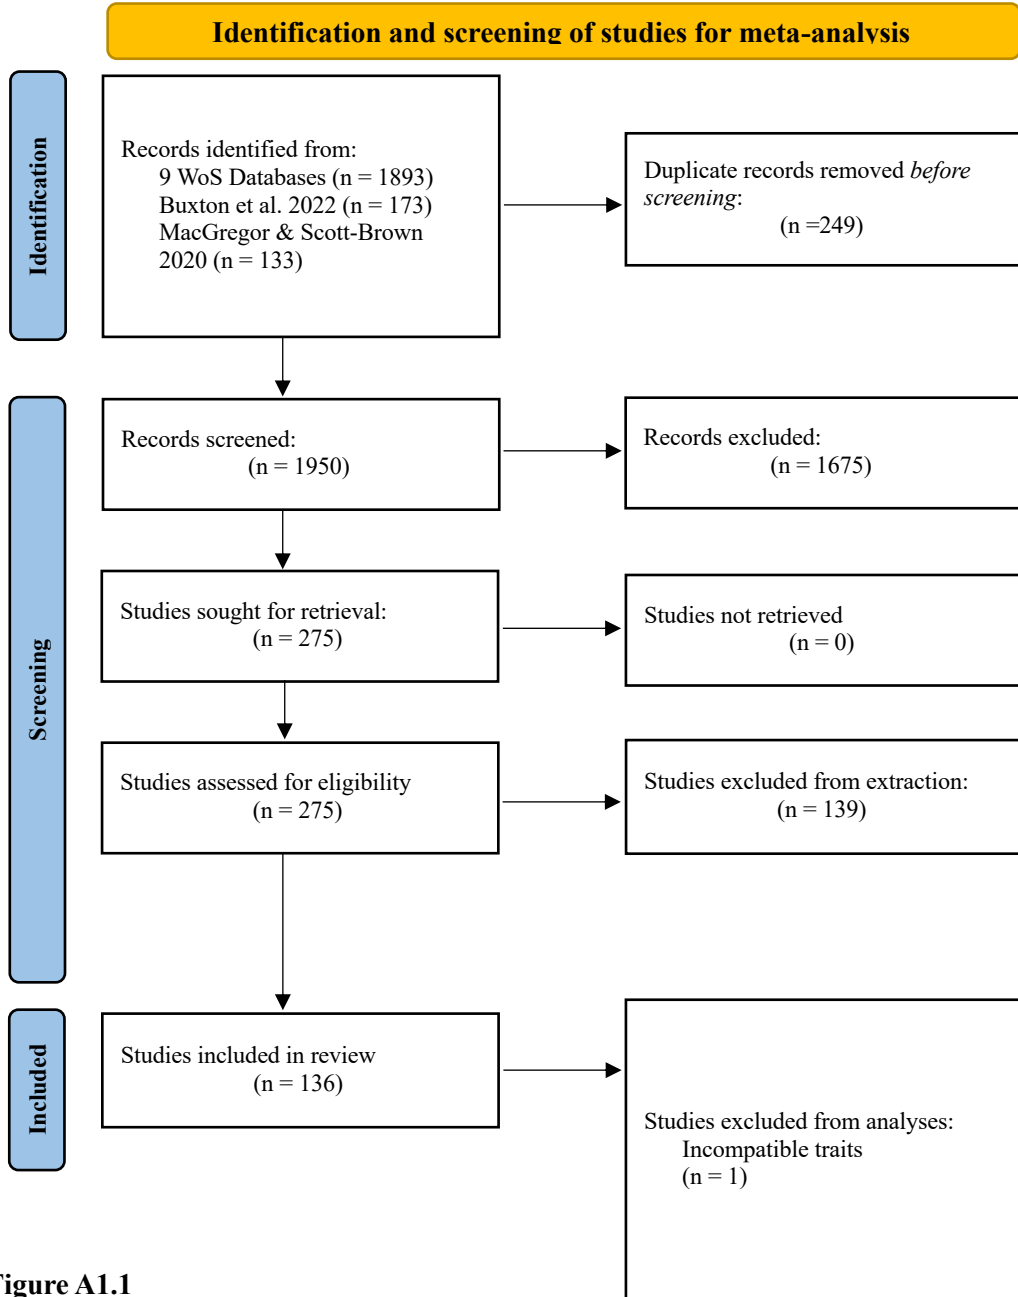 Identification and screening of studies for meta-analysis
Identification
Records identified from:
9 WoS Databases (n = 1893)
Buxton et al. 2022 (n = 173)
MacGregor & Scott-Brown
2020 (n = 133)
Duplicate records removed before
screening:
(n =249)
Screening
Records screened:
(n = 1950)
Records excluded:
(n = 1675)
Studies sought for retrieval:
(n = 275)
Studies not retrieved
(n = 0)
Studies assessed for eligibility
(n = 275)
Studies excluded from extraction:
(n = 139)
Included
Studies included in review
(n = 136)
Studies excluded from analyses:
Incompatible traits
(n = 1)
Figure A1.1